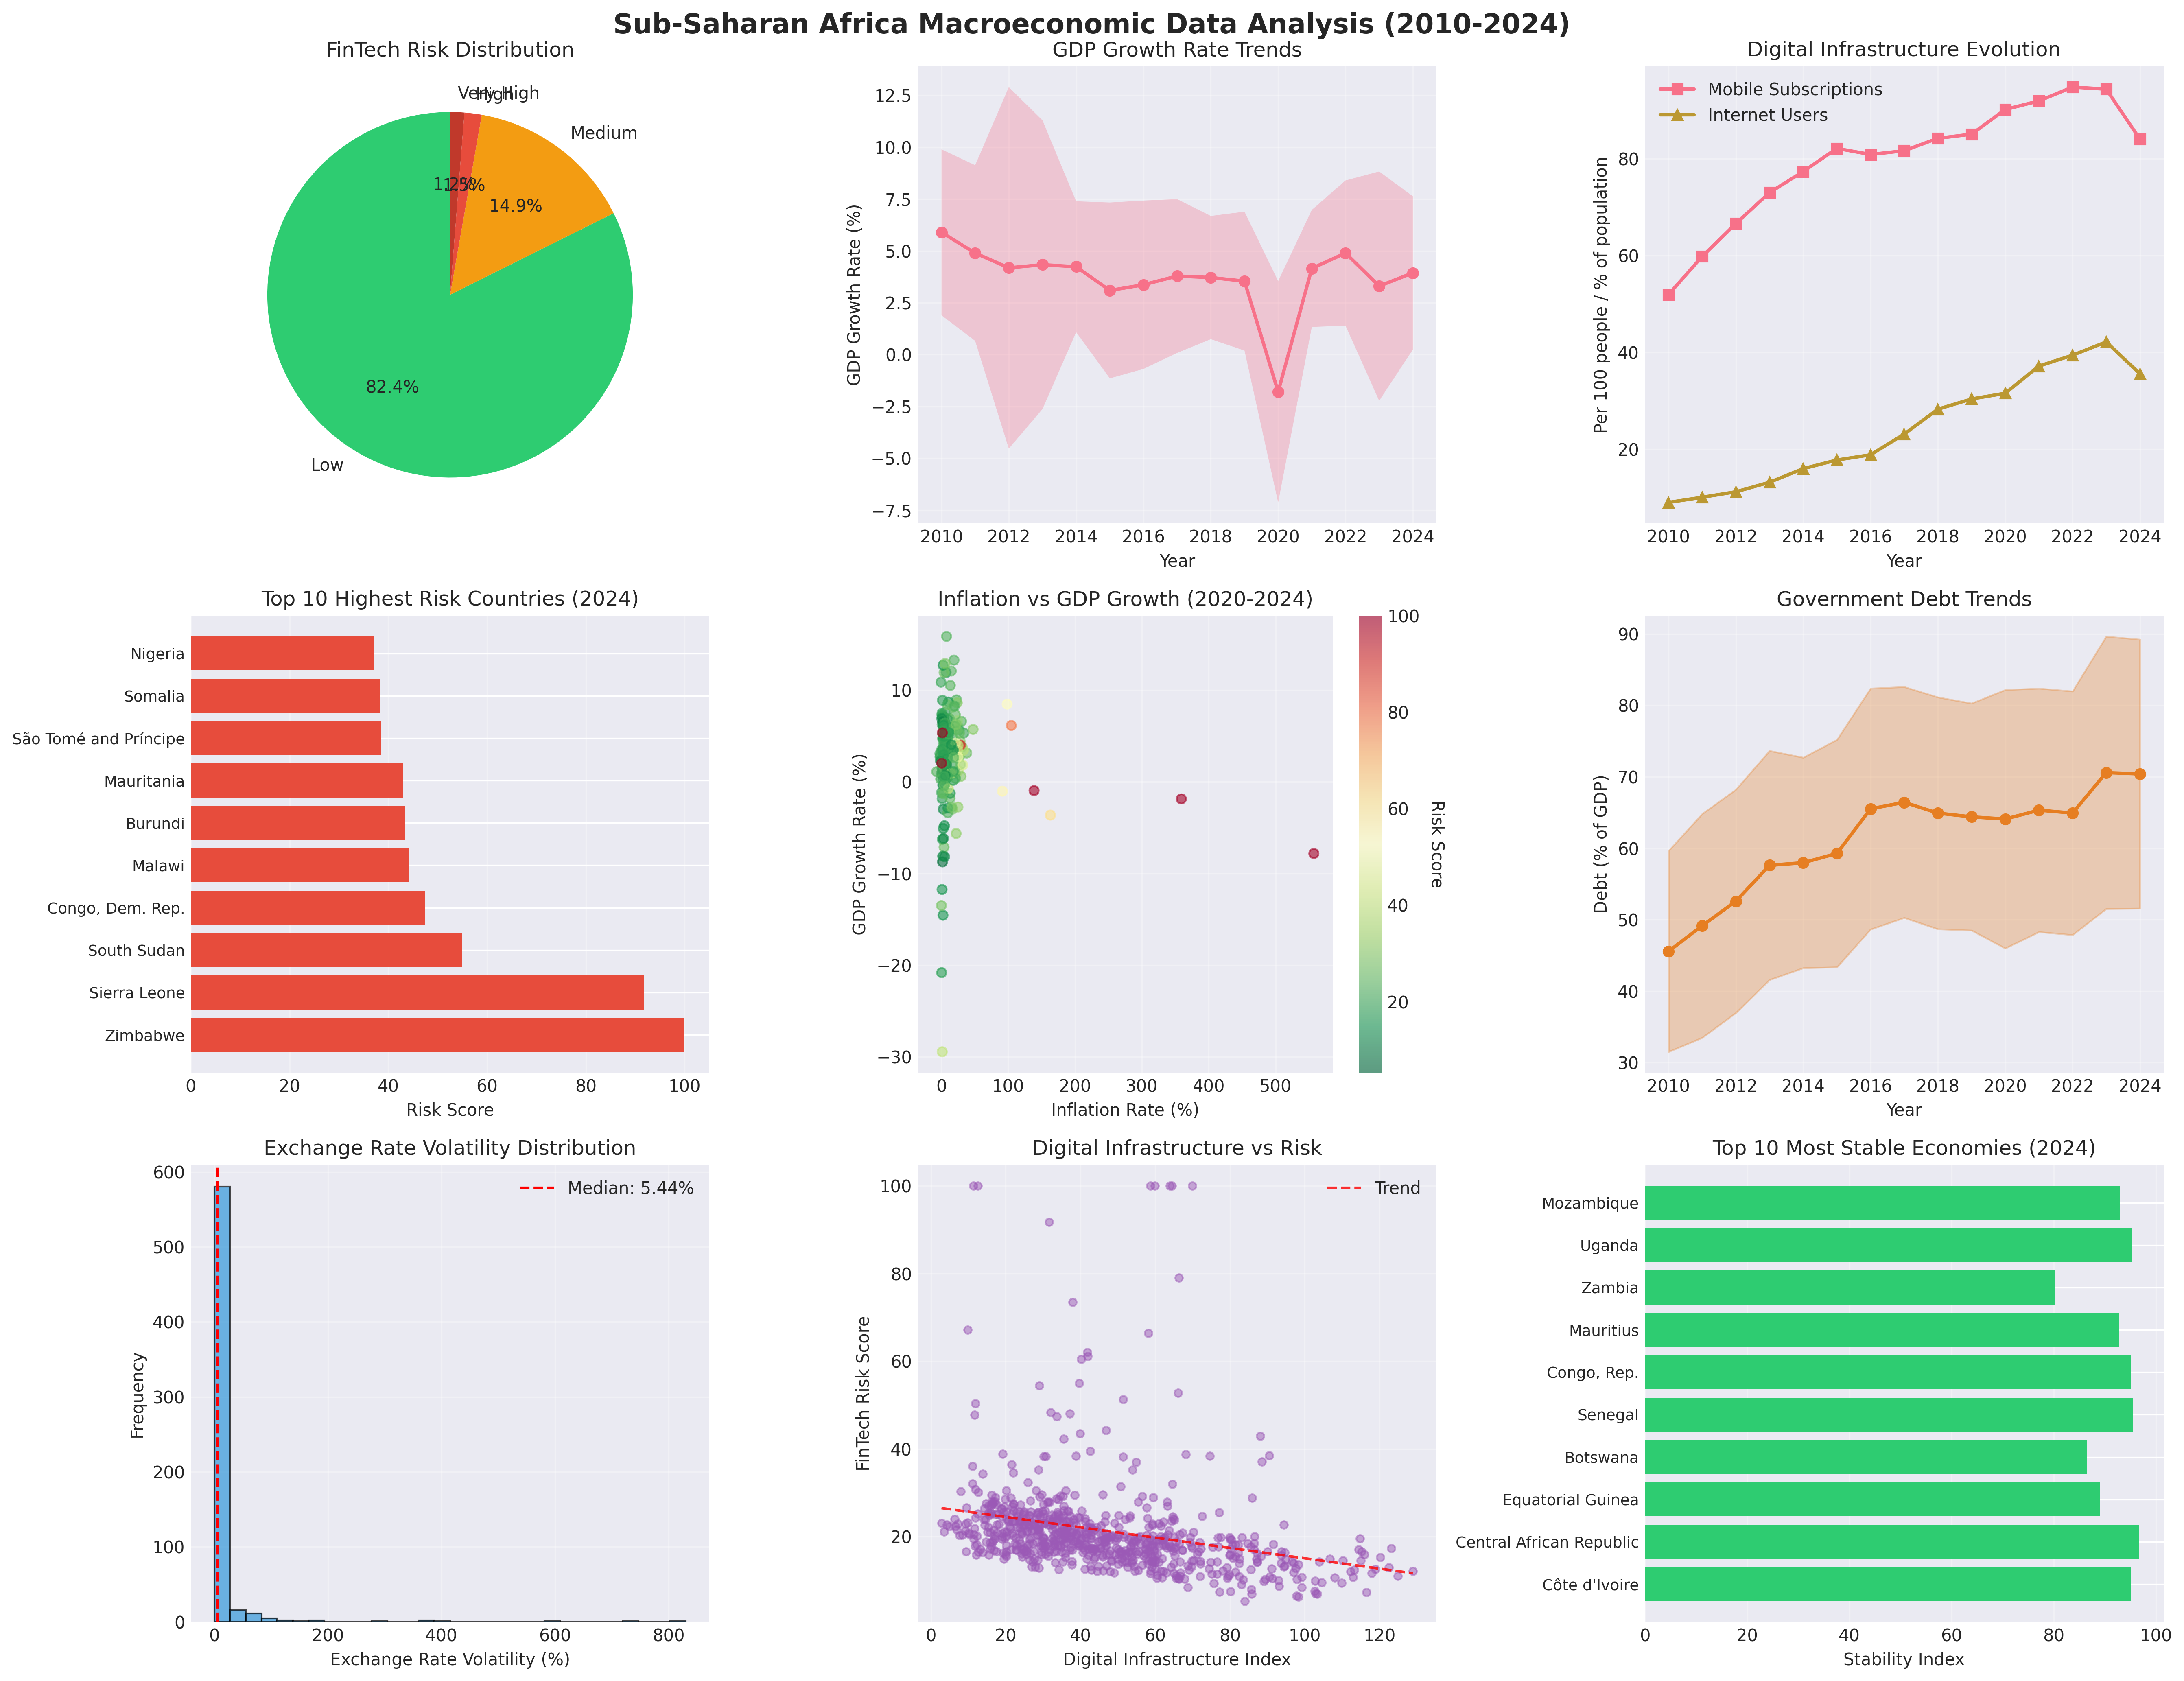 Sub-Saharan Africa Macroeconomic Data Analysis (2010-2024)
FinTech Risk Distribution
Very High
High
Medium
14.9%
82.4%
Low
GDP Growth Rate Trends
GDP Growth Rate (%)
12.5
10.0
7.5
5.0
2.5
0.0
−2.5
−5.0
−7.5
2010 2012 2014 2016 2018 2020 2022 2024
Year
Digital Infrastructure Evolution
Mobile Subscriptions
Internet Users
Per 100 people / % of population
80
60
40
20
2010 2012 2014 2016 2018 2020 2022 2024
Year
Top 10 Highest Risk Countries (2024)
Nigeria
Somalia
São Tomé and Príncipe
Mauritania
Burundi
Malawi
Congo, Dem. Rep.
South Sudan
Sierra Leone
Zimbabwe
0 20 40 60 80 100
Risk Score
Inflation vs GDP Growth (2020-2024)
GDP Growth Rate (%)
10
0
−10
−20
−30
0 100 200 300 400 500
Inflation Rate (%)
100
80
60
40
20
Risk Score
Government Debt Trends
Debt (% of GDP)
90
80
70
60
50
40
30
2010 2012 2014 2016 2018 2020 2022 2024
Year
Exchange Rate Volatility Distribution
Median: 5.44%
Frequency
600
500
400
300
200
100
0
0 200 400 600 800
Exchange Rate Volatility (%)
Digital Infrastructure vs Risk
Trend
FinTech Risk Score
100
80
60
40
20
0 20 40 60 80 100 120
Digital Infrastructure Index
Top 10 Most Stable Economies (2024)
Mozambique
Uganda
Zambia
Mauritius
Congo, Rep.
Senegal
Botswana
Equatorial Guinea
Central African Republic
Côte d'Ivoire
0 20 40 60 80 100
Stability Index